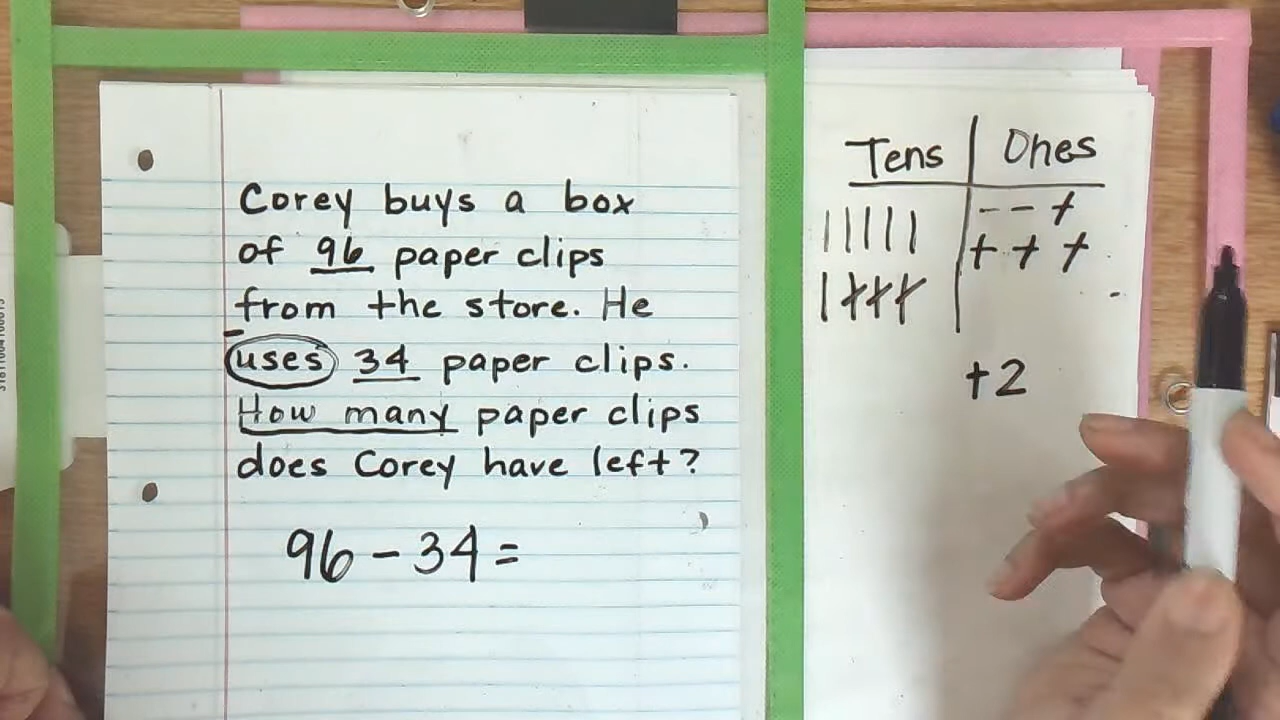 Corey buys a box
of 96 paper clips
from the store. He
uses 34 paper clips.
How many paper clips
does Corey have left?
96 - 34 =
Tens | Ones
| | | | | - - +
+ + +
| + + +
+2